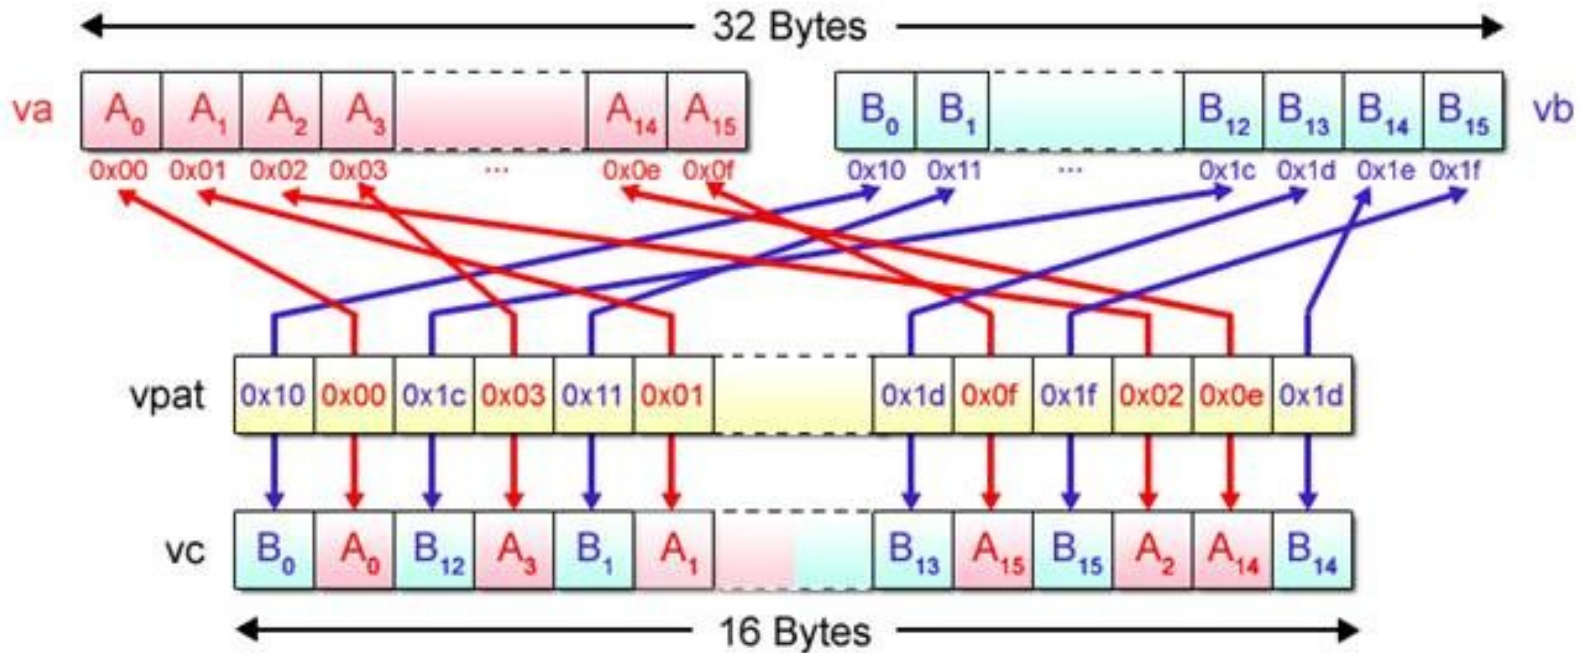 32 Bytes
va A0 A1 A2 A3 A14 A15 B0 B1 B12 B13 B14 B15 vb
0x00 0x01 0x02 0x03 ... 0x0e 0x0f 0x10 0x11 ... 0x1c 0x1d 0x1e 0x1f
vpat 0x10 0x00 0x1c 0x03 0x11 0x01 0x1d 0x0f 0x1f 0x02 0x0e 0x1d
vc B0 A0 B12 A3 B1 A1 B13 A15 B15 A2 A14 B14
16 Bytes